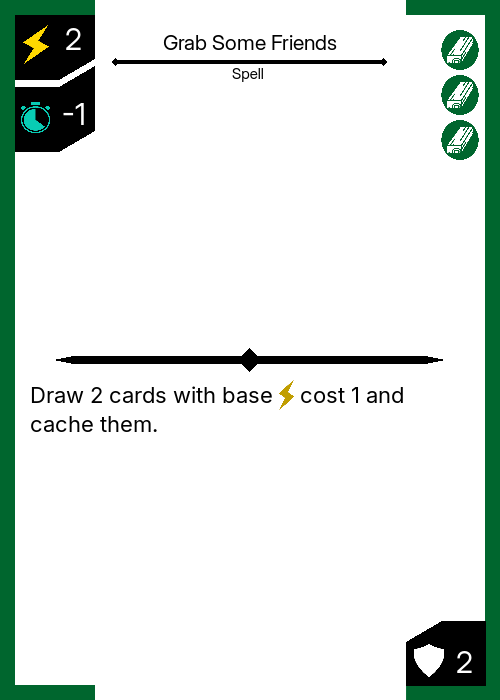 2
Grab Some Friends
Spell
-1
Draw 2 cards with base cost 1 and
cache them.
2